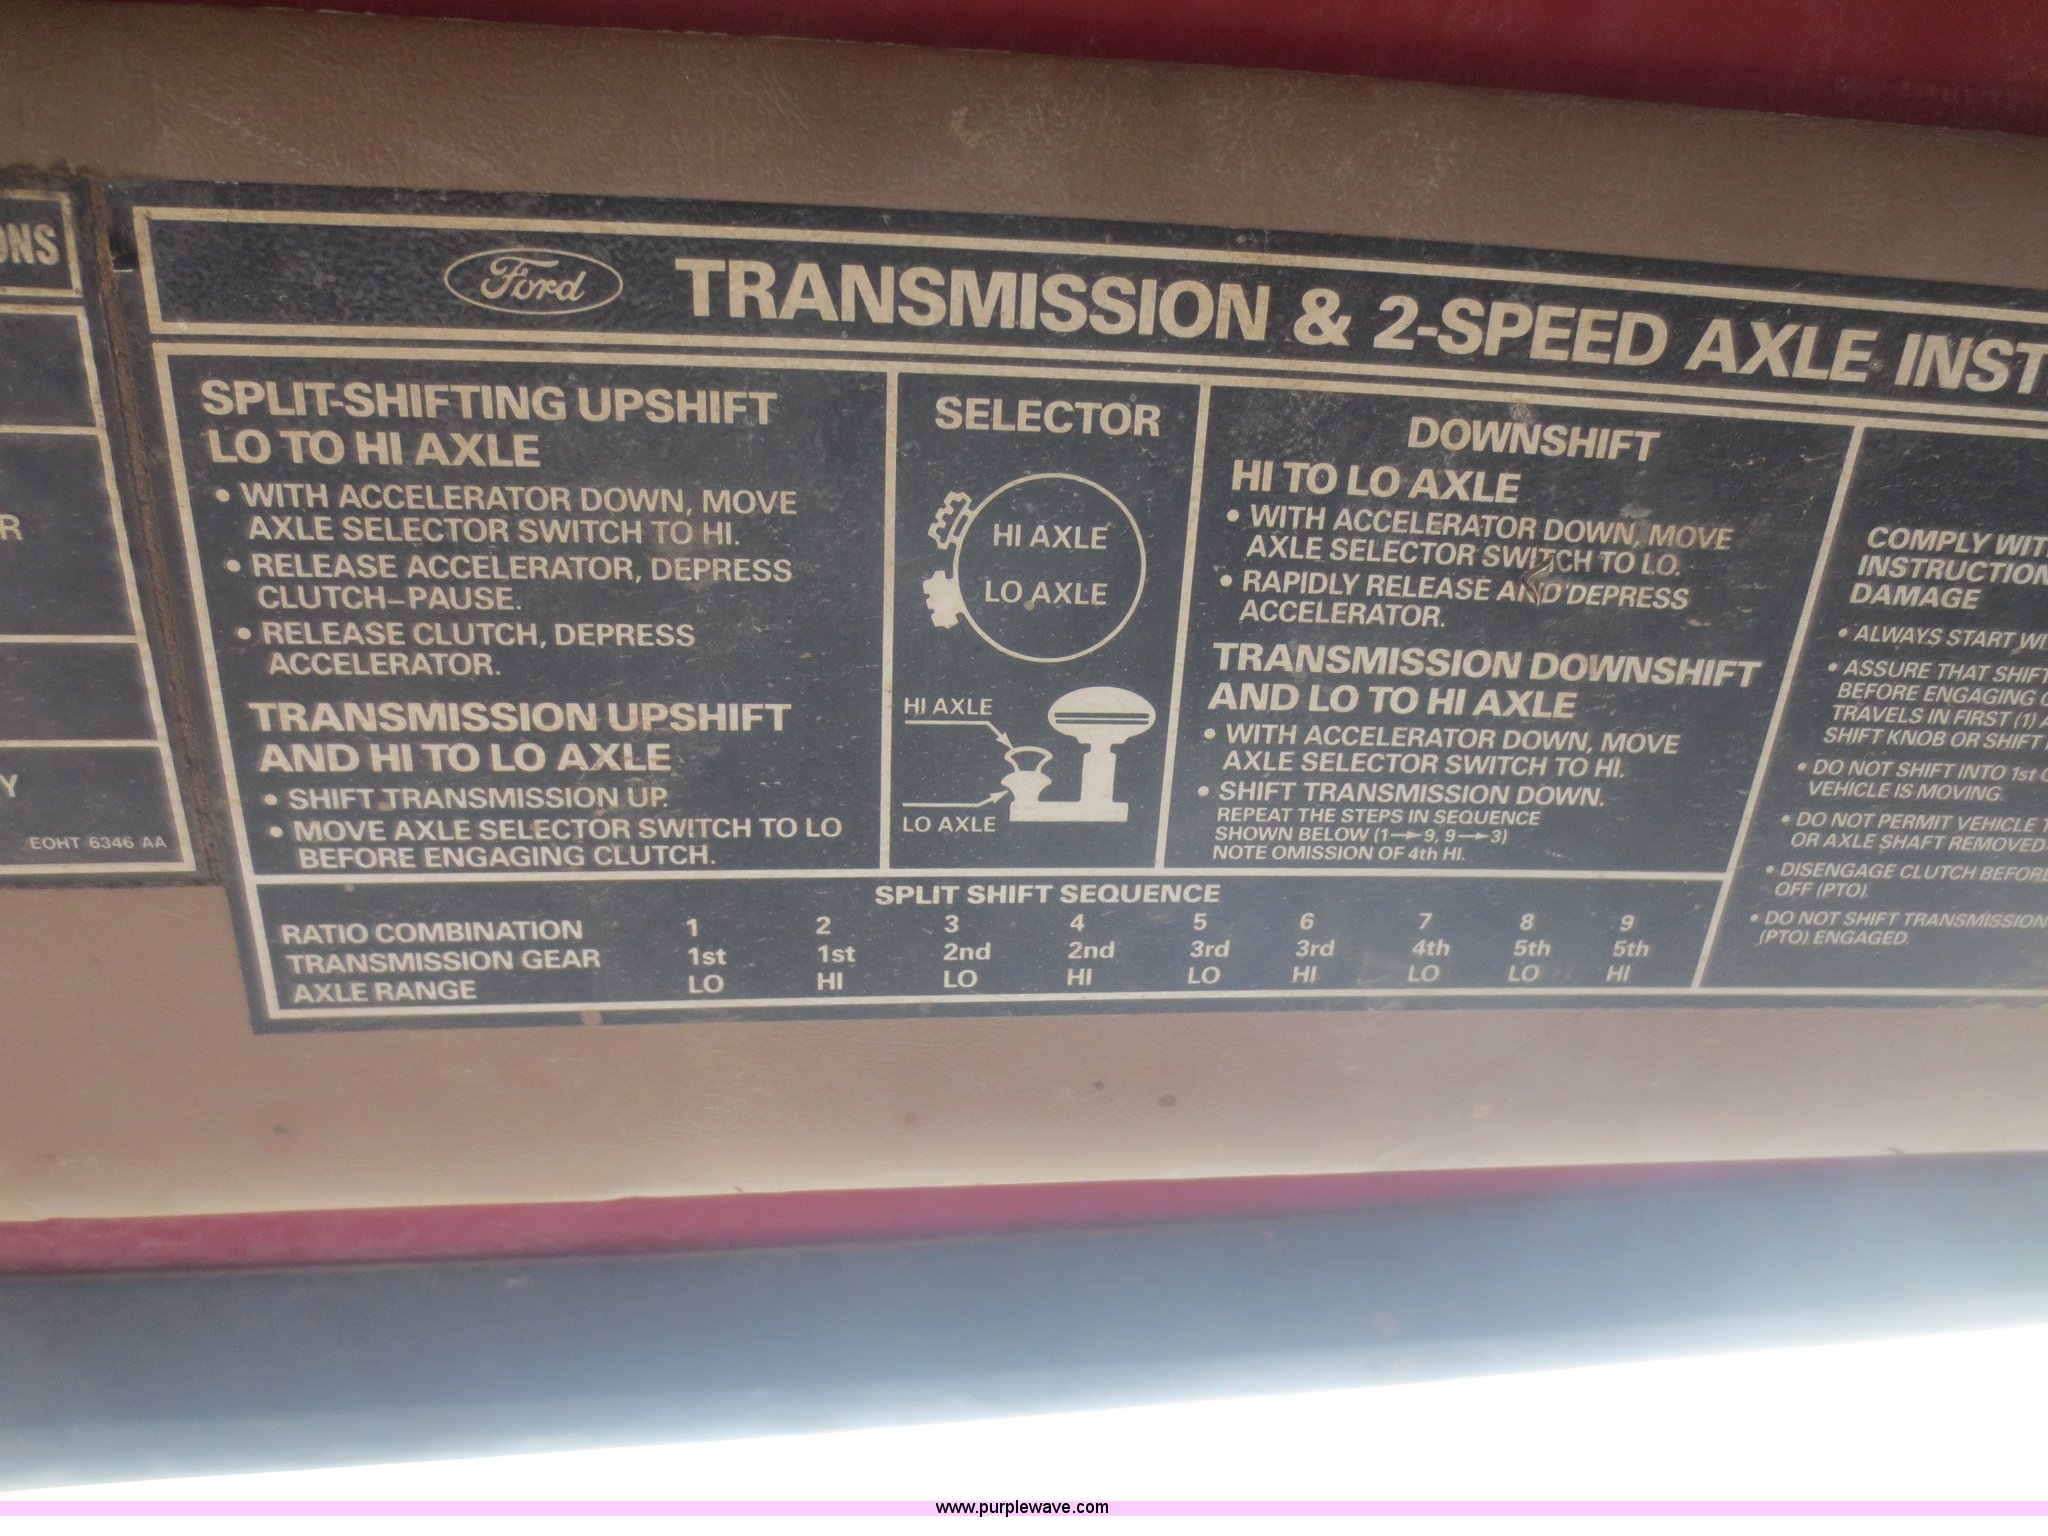 ONS
R
Y
EOHT 6346 AA
Ford TRANSMISSION & 2-SPEED AXLE INST
SPLIT-SHIFTING UPSHIFT
LO TO HI AXLE
• WITH ACCELERATOR DOWN, MOVE
AXLE SELECTOR SWITCH TO HI.
• RELEASE ACCELERATOR, DEPRESS
CLUTCH–PAUSE.
• RELEASE CLUTCH, DEPRESS
ACCELERATOR.
TRANSMISSION UPSHIFT
AND HI TO LO AXLE
• SHIFT TRANSMISSION UP.
• MOVE AXLE SELECTOR SWITCH TO LO
BEFORE ENGAGING CLUTCH.
SELECTOR
HI AXLE
LO AXLE
HI AXLE
LO AXLE
DOWNSHIFT
HI TO LO AXLE
• WITH ACCELERATOR DOWN, MOVE
AXLE SELECTOR SWITCH TO LO.
• RAPIDLY RELEASE AND DEPRESS
ACCELERATOR.
TRANSMISSION DOWNSHIFT
AND LO TO HI AXLE
• WITH ACCELERATOR DOWN, MOVE
AXLE SELECTOR SWITCH TO HI.
• SHIFT TRANSMISSION DOWN.
REPEAT THE STEPS IN SEQUENCE
SHOWN BELOW (1→9, 9→3)
NOTE OMISSION OF 4th HI.
COMPLY WIT
INSTRUCTION
DAMAGE
• ALWAYS START WI
• ASSURE THAT SHIFT
BEFORE ENGAGING
TRAVELS IN FIRST (1)
SHIFT KNOB OR SHIFT
• DO NOT SHIFT INTO 1st
VEHICLE IS MOVING.
• DO NOT PERMIT VEHICLE
OR AXLE SHAFT REMOVED
• DISENGAGE CLUTCH BEFORE
OFF (PTO).
• DO NOT SHIFT TRANSMISSION
(PTO) ENGAGED.
SPLIT SHIFT SEQUENCE
RATIO COMBINATION 1 2 3 4 5 6 7 8 9
TRANSMISSION GEAR 1st 1st 2nd 2nd 3rd 3rd 4th 5th 5th
AXLE RANGE LO HI LO HI LO HI LO LO HI
www.purplewave.com